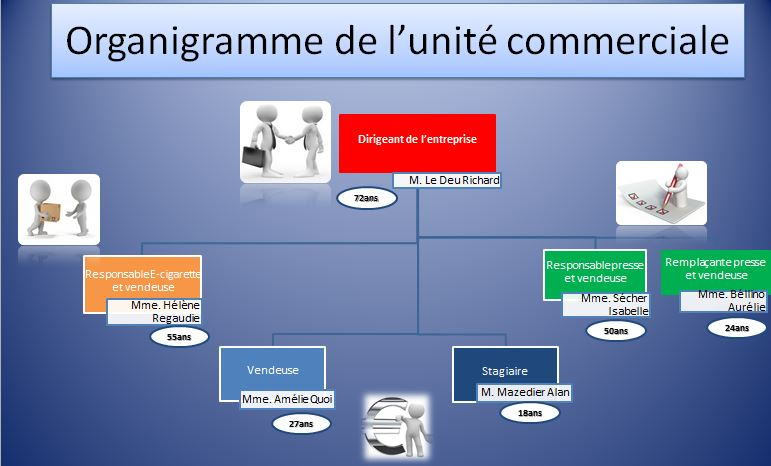 Organigramme de l’unité commerciale
Dirigeant de l’entreprise
M. Le Deu Richard
72ans
ResponsableE-cigarette
et vendeuse
Mme. Hélène
Regaudie
55ans
Responsable presse
et vendeuse
Mme. Sécher
Isabelle
50ans
Remplaçante presse
et vendeuse
Mme. Bellino
Aurélie
24ans
Vendeuse
Mme. Amélie Quoi
27ans
Stagiaire
M. Mazedier Alan
18ans